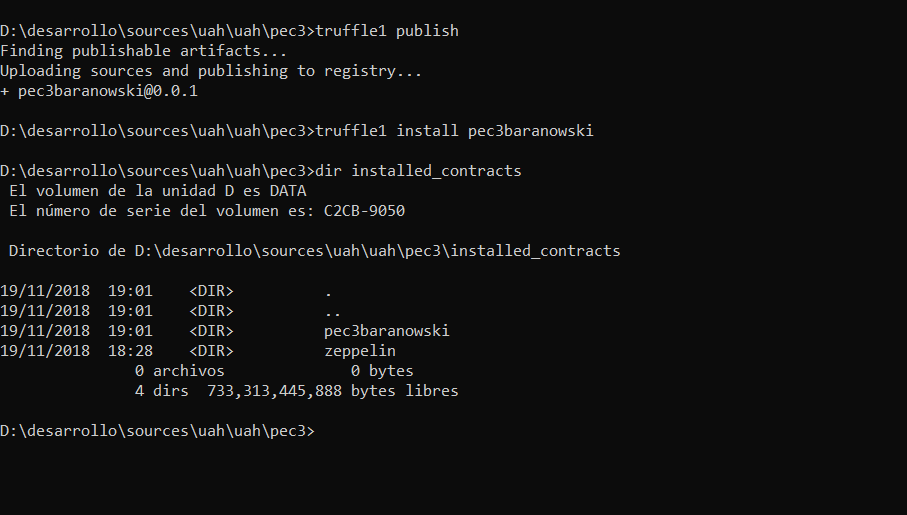 D:\desarrollo\sources\uah\uah\pec3>truffle1 publish
Finding publishable artifacts...
Uploading sources and publishing to registry...
+ pec3baranowski@0.0.1
D:\desarrollo\sources\uah\uah\pec3>truffle1 install pec3baranowski
D:\desarrollo\sources\uah\uah\pec3>dir installed_contracts
El volumen de la unidad D es DATA
El número de serie del volumen es: C2CB-9050
Directorio de D:\desarrollo\sources\uah\uah\pec3\installed_contracts
19/11/2018  19:01    <DIR>          .
19/11/2018  19:01    <DIR>          ..
19/11/2018  19:01    <DIR>          pec3baranowski
19/11/2018  18:28    <DIR>          zeppelin
0 archivos              0 bytes
4 dirs  733,313,445,888 bytes libres
D:\desarrollo\sources\uah\uah\pec3>